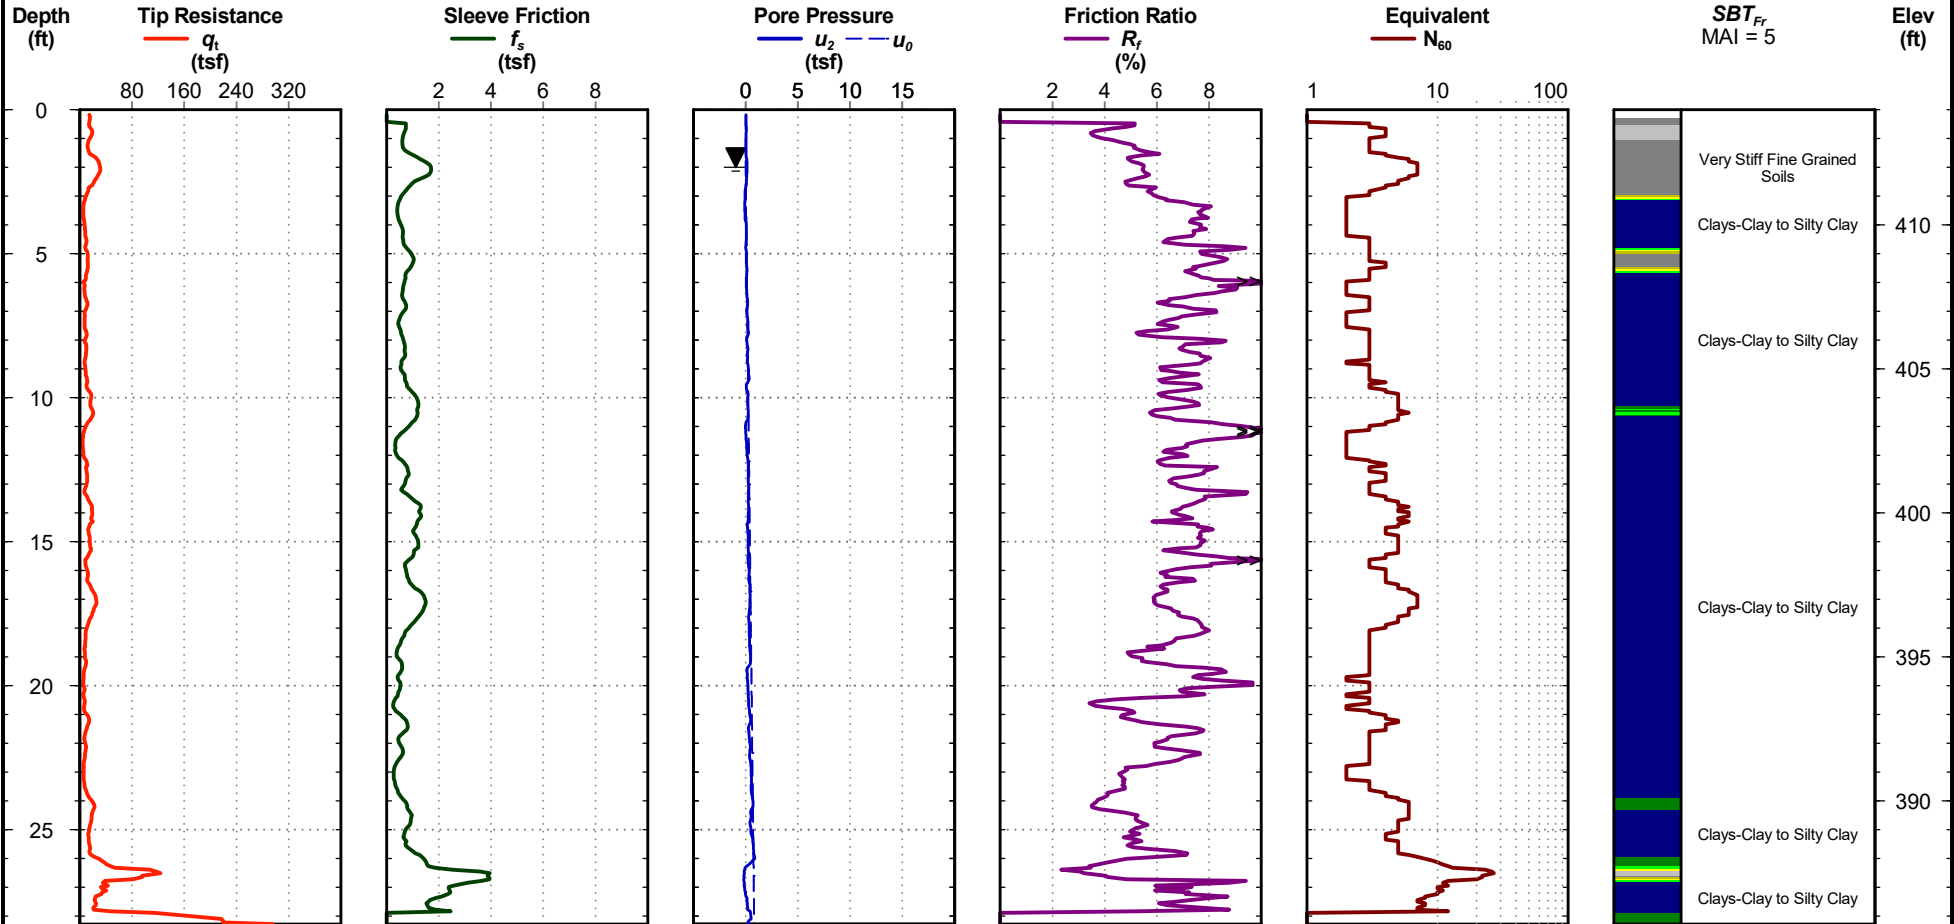 Depth
(ft)
Tip Resistance
qt
(tsf)
Sleeve Friction
fs
(tsf)
Pore Pressure
u2 u0
(tsf)
Friction Ratio
Rf
(%)
Equivalent
N60
SBTFr
MAI = 5
Elev
(ft)
80 160 240 320
2 4 6 8
0 5 10 15
2 4 6 8
1 10 100
0
5
10
15
20
25
Very Stiff Fine Grained
Soils
Clays-Clay to Silty Clay
Clays-Clay to Silty Clay
Clays-Clay to Silty Clay
Clays-Clay to Silty Clay
Clays-Clay to Silty Clay
410
405
400
395
390
>>
>>
>>